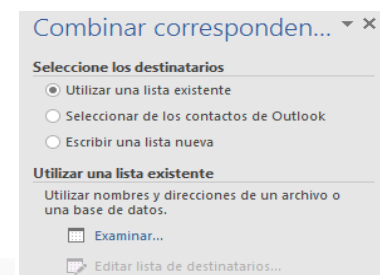 Combinar corresponden...
Seleccione los destinatarios
Utilizar una lista existente
Seleccionar de los contactos de Outlook
Escribir una lista nueva
Utilizar una lista existente
Utilizar nombres y direcciones de un archivo o
una base de datos.
Examinar...
Editar lista de destinatarios...